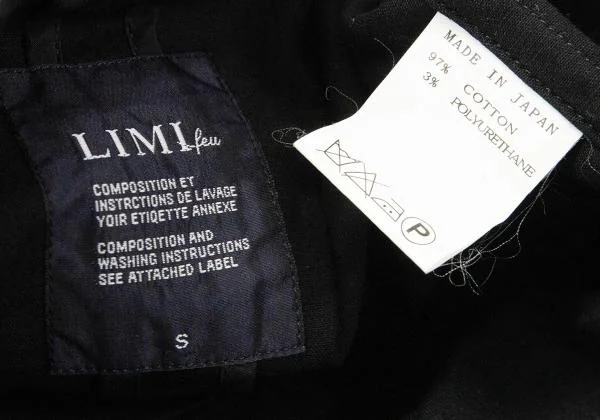 LIMI feu
COMPOSITION ET
INSTRCTIONS DE LAVAGE
VOIR ETIQETTE ANNEXE
COMPOSITION AND
WASHING INSTRUCTIONS
SEE ATTACHED LABEL
S
MADE IN JAPAN
97% COTTON
3% POLYURETHANE
P